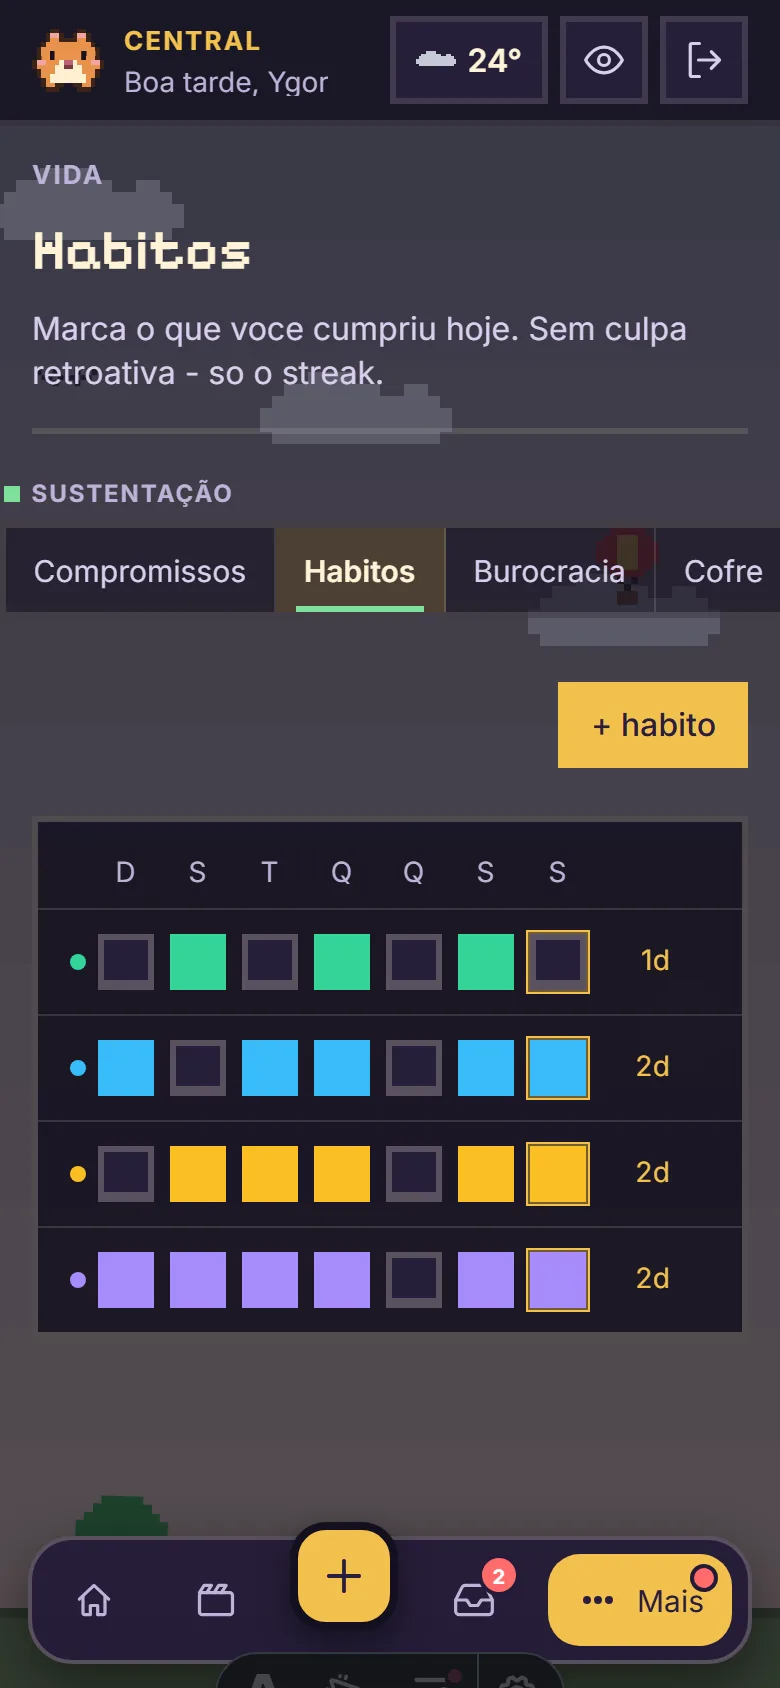 CENTRAL
Boa tarde, Ygor
24°
VIDA
Habitos
Marca o que voce cumpriu hoje. Sem culpa
retroativa - so o streak.
SUSTENTAÇÃO
Compromissos Habitos Burocracia Cofre
+ habito
D S T Q Q S S
1d
2d
2d
2d
2
Mais